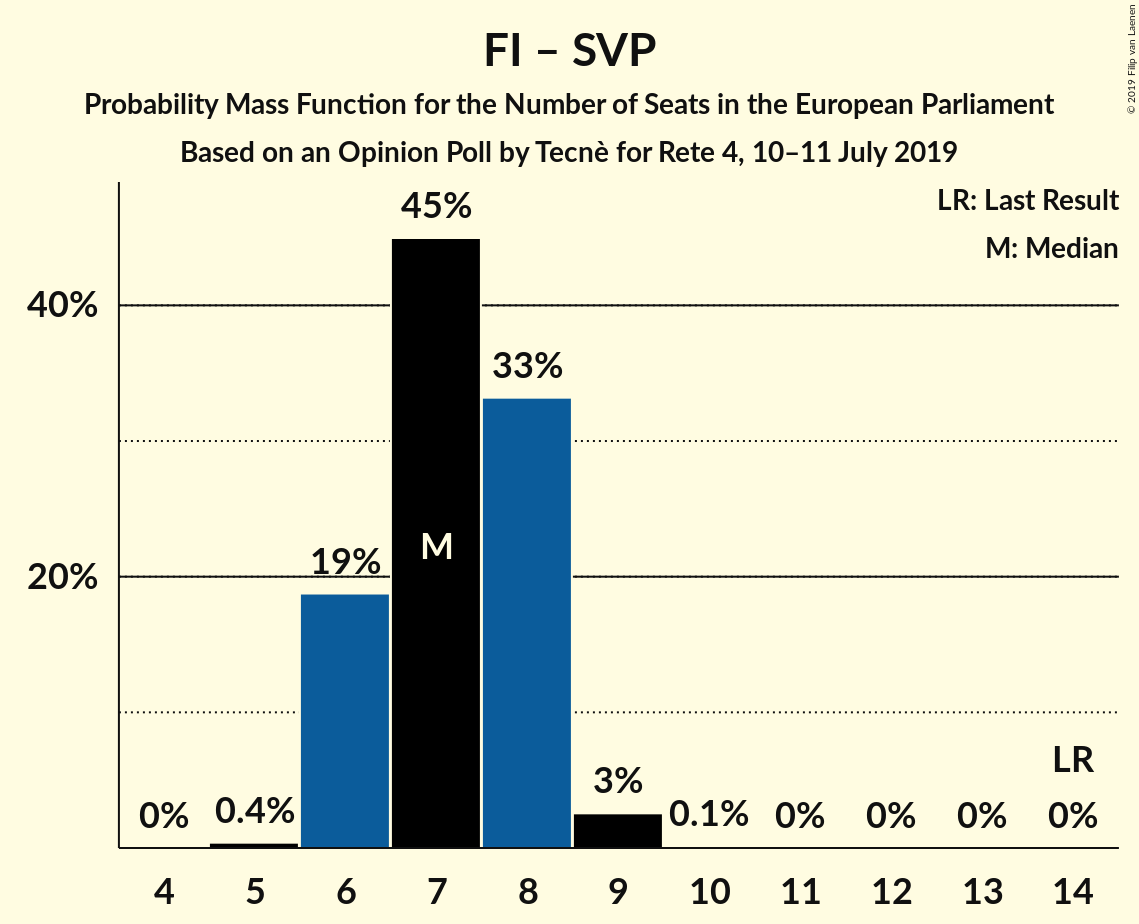 FI – SVP
Probability Mass Function for the Number of Seats in the European Parliament
Based on an Opinion Poll by Tecnè for Rete 4, 10–11 July 2019
© 2019 Filip van Laenen
LR: Last Result
M: Median
45%
40%
33%
M
19%
20%
LR
0%
0.4%
3%
0.1%
0%
0%
0%
0%
4 5 6 7 8 9 10 11 12 13 14